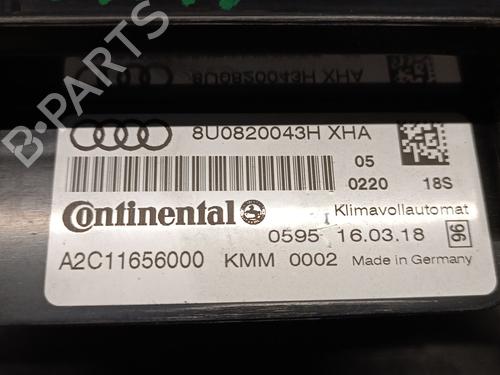 8U0820043H XHA
8U0820043H XHA
05
0220 18S
Continental
Klimavollautomat
0595 16.03.18
96
A2C11656000 KMM 0002 Made in Germany